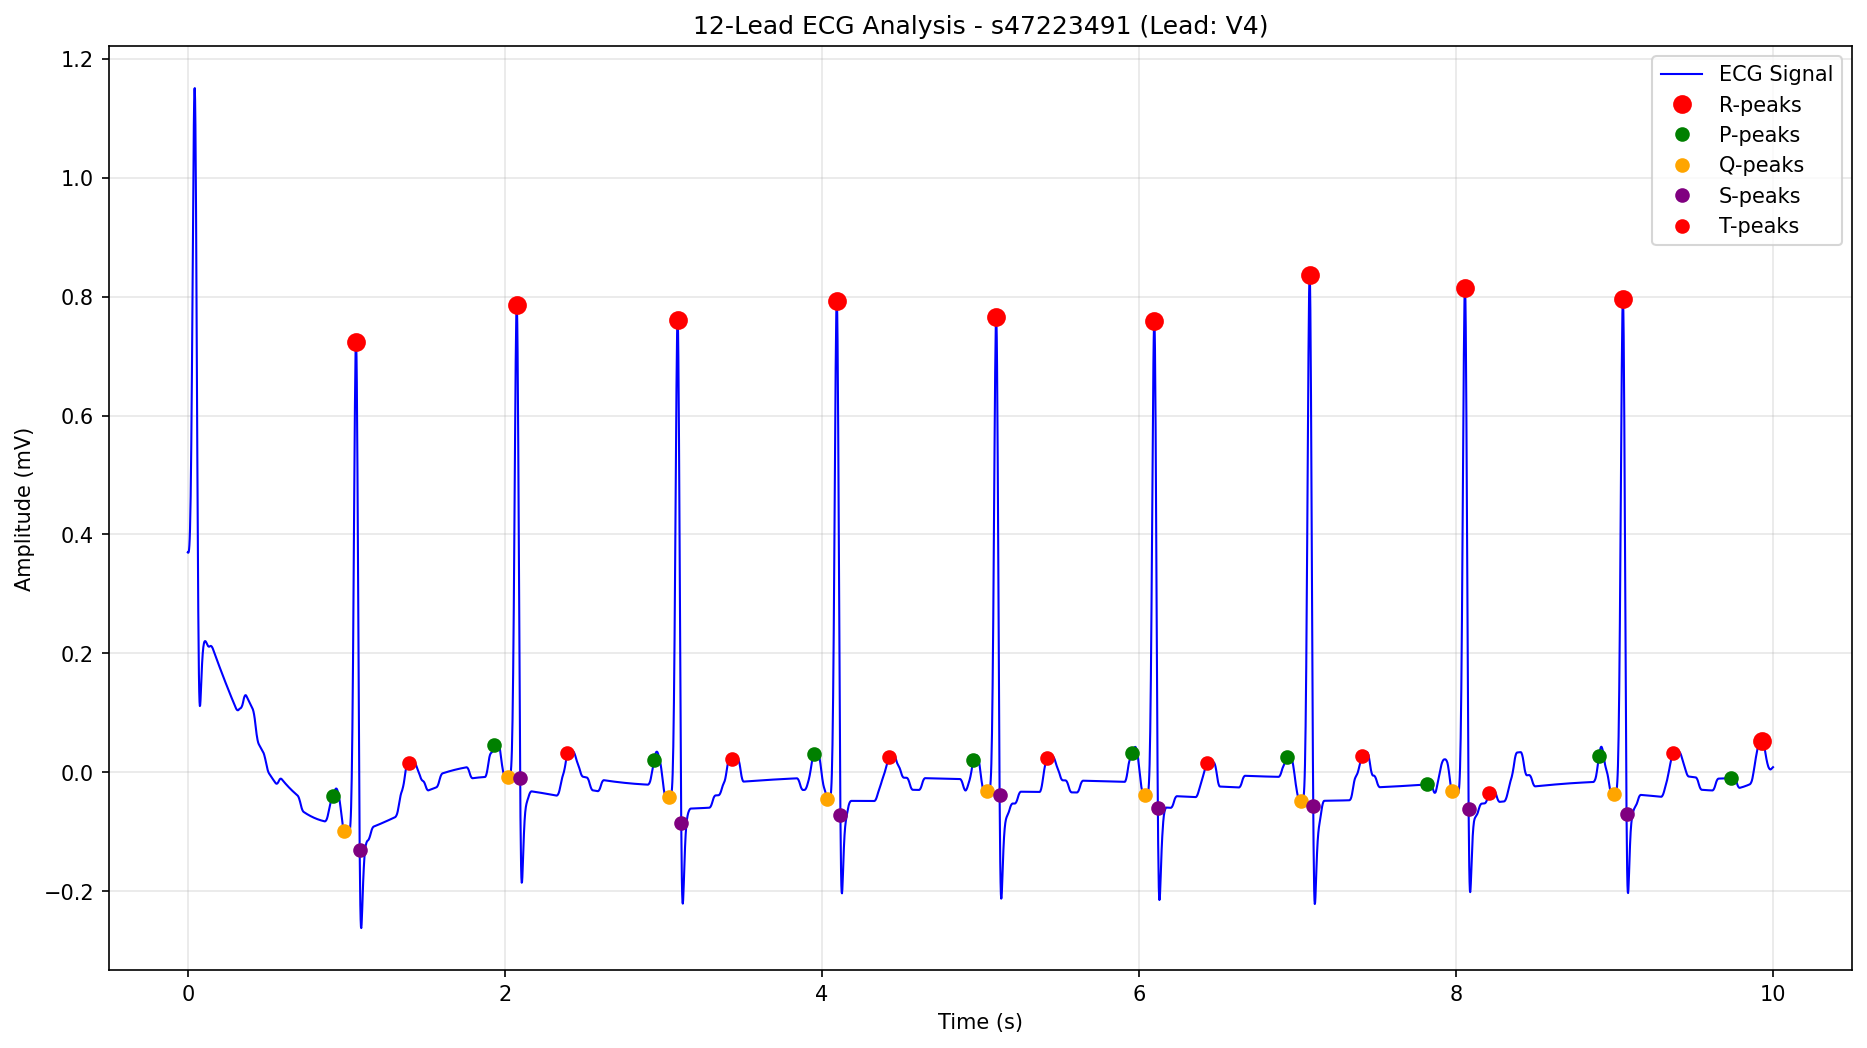 12-Lead ECG Analysis - s47223491 (Lead: V4)
ECG Signal
R-peaks
P-peaks
Q-peaks
S-peaks
T-peaks
Amplitude (mV)
1.2
1.0
0.8
0.6
0.4
0.2
0.0
−0.2
0 2 4 6 8 10
Time (s)